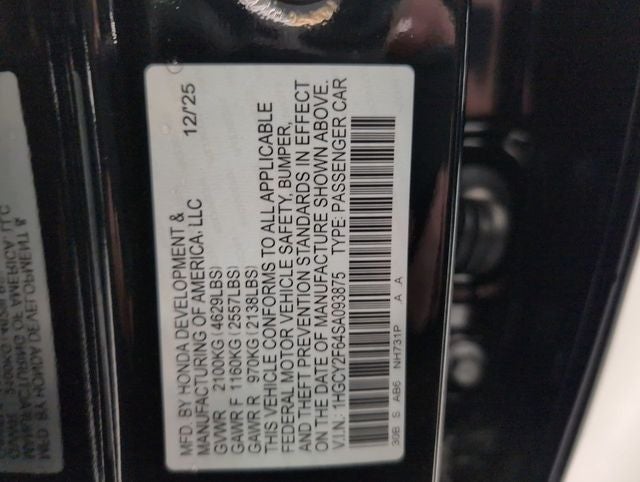 MFD. BY HONDA DEVELOPMENT & 12/'25
MANUFACTURING OF AMERICA, LLC
GVWR 2100KG (4629LBS)
GAWR F 1160KG (2557LBS)
GAWR R 970KG (2138LBS)
THIS VEHICLE CONFORMS TO ALL APPLICABLE
FEDERAL MOTOR VEHICLE SAFETY, BUMPER,
AND THEFT PREVENTION STANDARDS IN EFFECT
ON THE DATE OF MANUFACTURE SHOWN ABOVE.
V.I.N.: 1HGCY2F64SA093875 TYPE: PASSENGER CAR
30B S AB6 NH731P A A